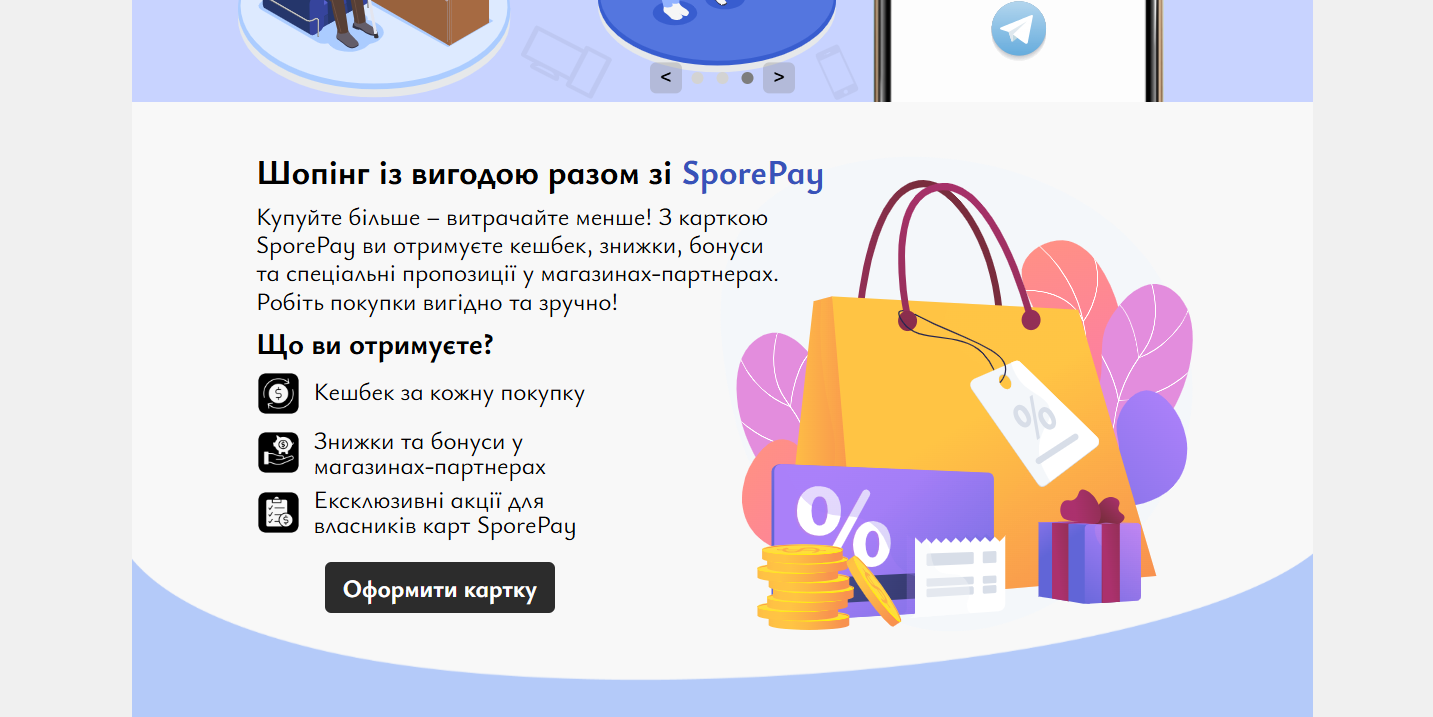 < >
Шопінг із вигодою разом зі SporePay
Купуйте більше – витрачайте менше! З карткою
SporePay ви отримуєте кешбек, знижки, бонуси
та спеціальні пропозиції у магазинах-партнерах.
Робіть покупки вигідно та зручно!
Що ви отримуєте?
Кешбек за кожну покупку
Знижки та бонуси у
магазинах-партнерах
Ексклюзивні акції для
власників карт SporePay
Оформити картку
%
%